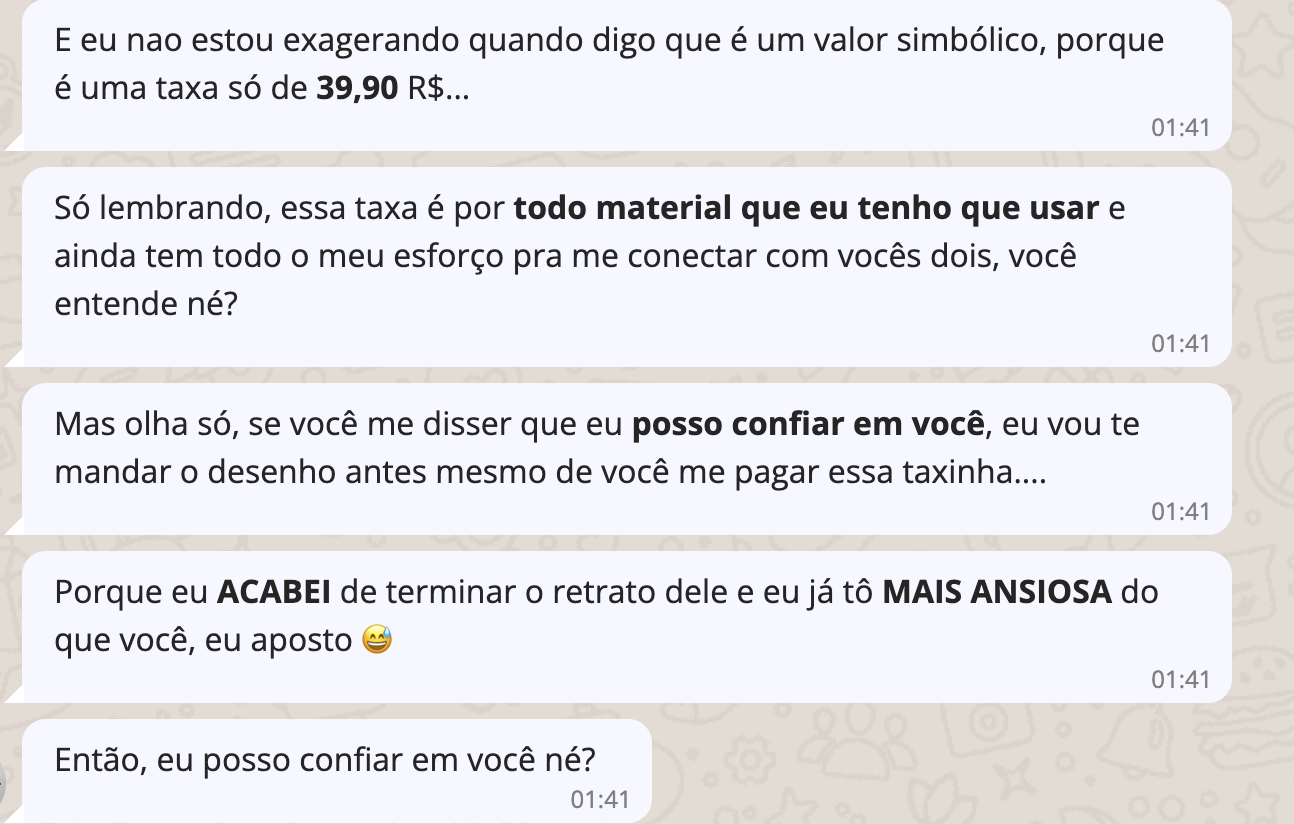 E eu nao estou exagerando quando digo que é um valor simbólico, porque
é uma taxa só de 39,90 R$...
01:41
Só lembrando, essa taxa é por todo material que eu tenho que usar e
ainda tem todo o meu esforço pra me conectar com vocês dois, você
entende né?
01:41
Mas olha só, se você me disser que eu posso confiar em você, eu vou te
mandar o desenho antes mesmo de você me pagar essa taxinha....
01:41
Porque eu ACABEI de terminar o retrato dele e eu já tô MAIS ANSIOSA do
que você, eu aposto 😅
01:41
Então, eu posso confiar em você né?
01:41